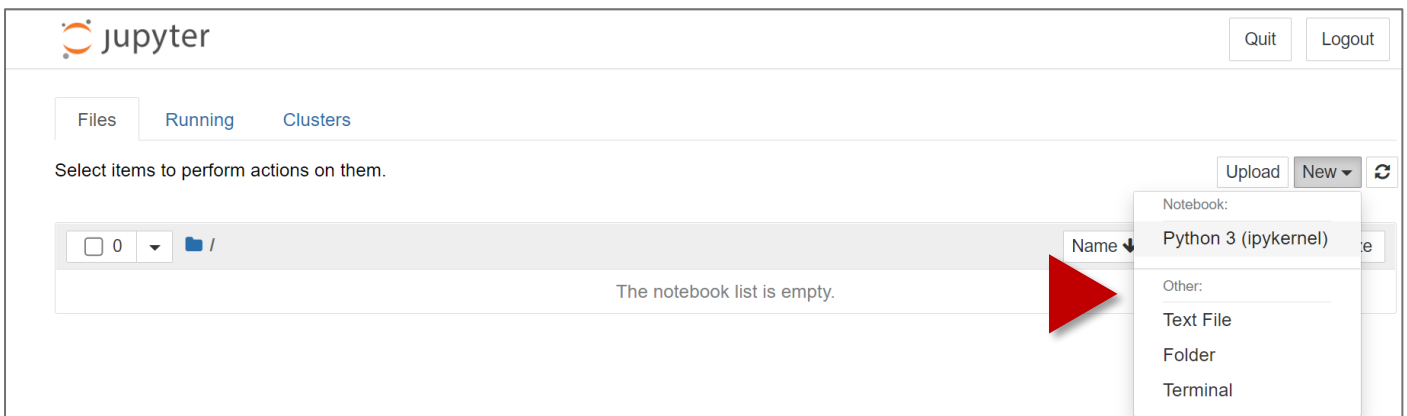 jupyter
Quit Logout
Files Running Clusters
Select items to perform actions on them.
Upload New
Notebook:
Python 3 (ipykernel)
0 / Name ze
The notebook list is empty.
Other:
Text File
Folder
Terminal